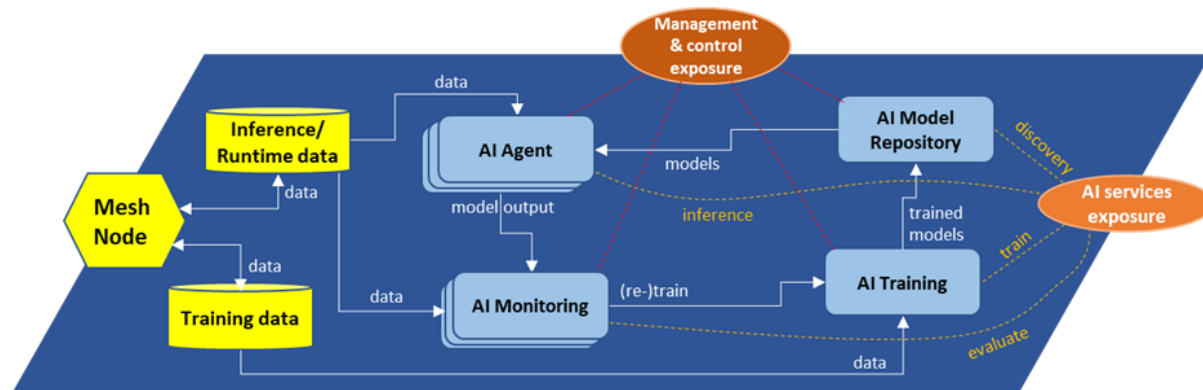 Management
& control
exposure
data
Inference/
Runtime data
AI Agent
AI Model
Repository
models
discovery
data
Mesh
Node
model output
inference
trained
models
AI services
exposure
data
train
Training data
data
AI Monitoring
(re-)train
AI Training
evaluate
data